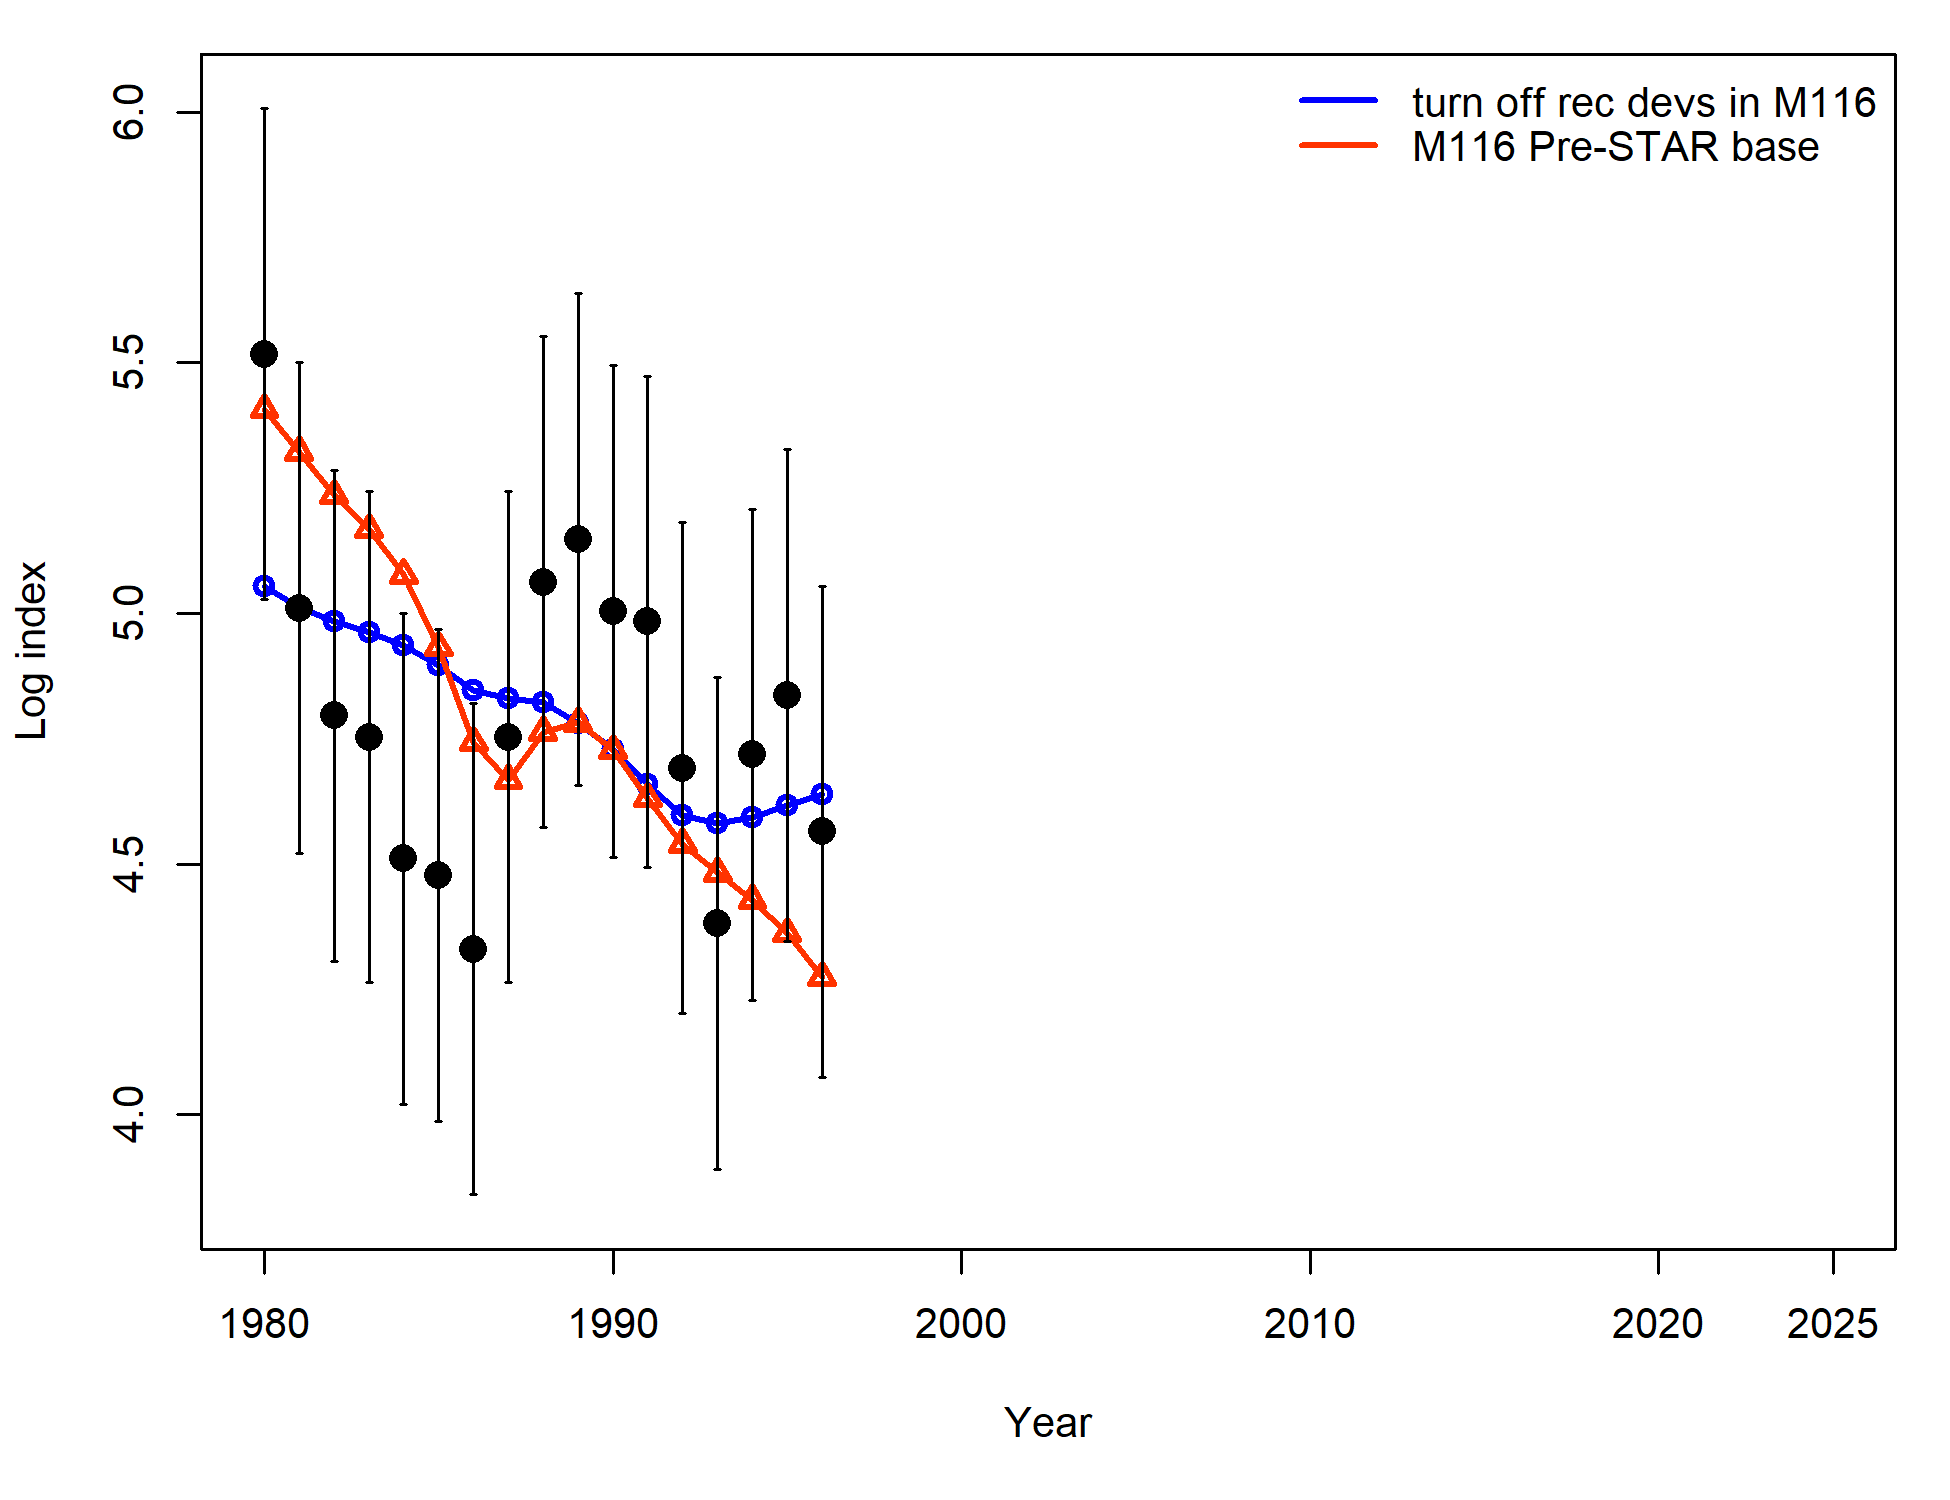 turn off rec devs in M116
M116 Pre-STAR base
6.0
5.5
5.0
4.5
4.0
Log index
1980 1990 2000 2010 2020 2025
Year